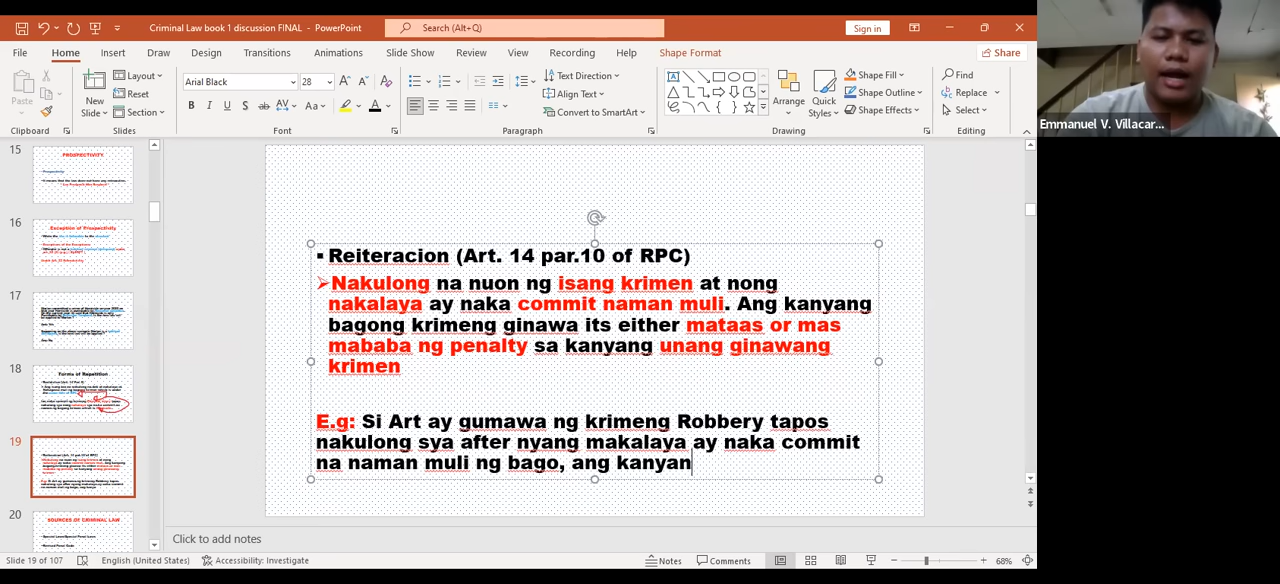 Criminal Law book 1 discussion FINAL - PowerPoint
Search (Alt+Q)
Sign in
File Home Insert Draw Design Transitions Animations Slide Show Review View Recording Help Shape Format
Share
Paste
Clipboard
New Slide
Layout
Reset
Section
Slides
Arial Black 28
Font
Text Direction
Align Text
Convert to SmartArt
Paragraph
Arrange
Quick Styles
Shape Fill
Shape Outline
Shape Effects
Drawing
Find
Replace
Select
Editing
Emmanuel V. Villacar...
15
PROSPECTIVITY
16
Exception of Prospectivity
17
18
Forms of Repetition
19
20
SOURCES OF CRIMINAL LAW
Reiteracion (Art. 14 par.10 of RPC)
Nakulong na nuon ng isang krimen at nong
nakalaya ay naka commit naman muli. Ang kanyang
bagong krimeng ginawa its either mataas or mas
mababa ng penalty sa kanyang unang ginawang
krimen
E.g: Si Art ay gumawa ng krimeng Robbery tapos
nakulong sya after nyang makalaya ay naka commit
na naman muli ng bago, ang kanyan
Click to add notes
Slide 19 of 107 English (United States) Accessibility: Investigate Notes Comments 68%